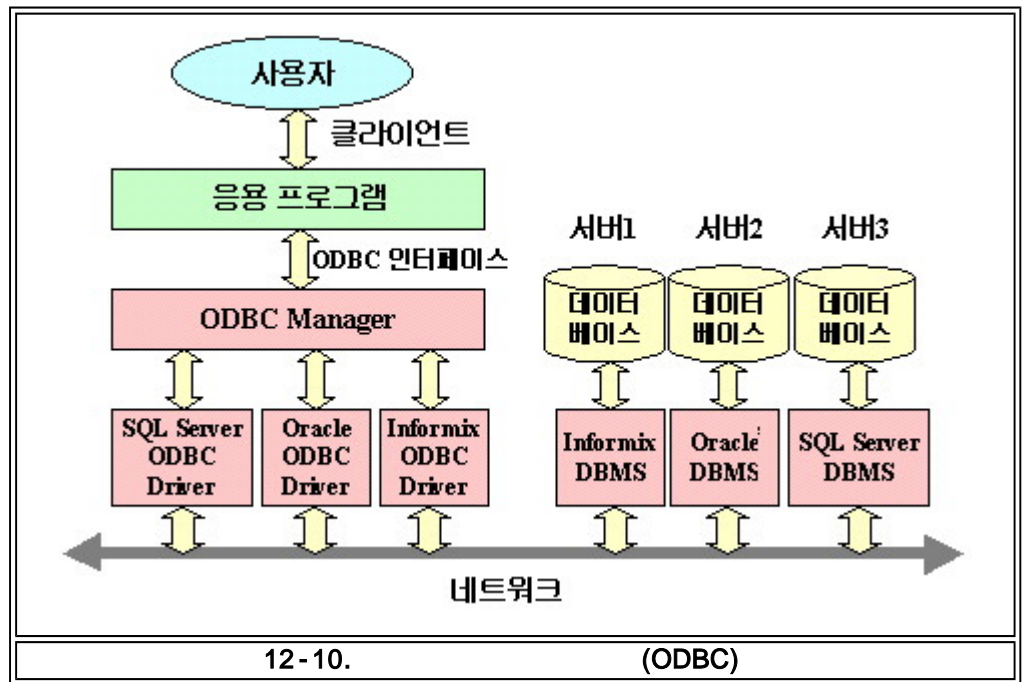 사용자
클라이언트
응용 프로그램
ODBC 인터페이스
ODBC Manager
SQL Server
ODBC
Driver
Oracle
ODBC
Driver
Informix
ODBC
Driver
서버1
서버2
서버3
데이터
베이스
데이터
베이스
데이터
베이스
Informix
DBMS
Oracle
DBMS
SQL Server
DBMS
네트워크
12-10. (ODBC)